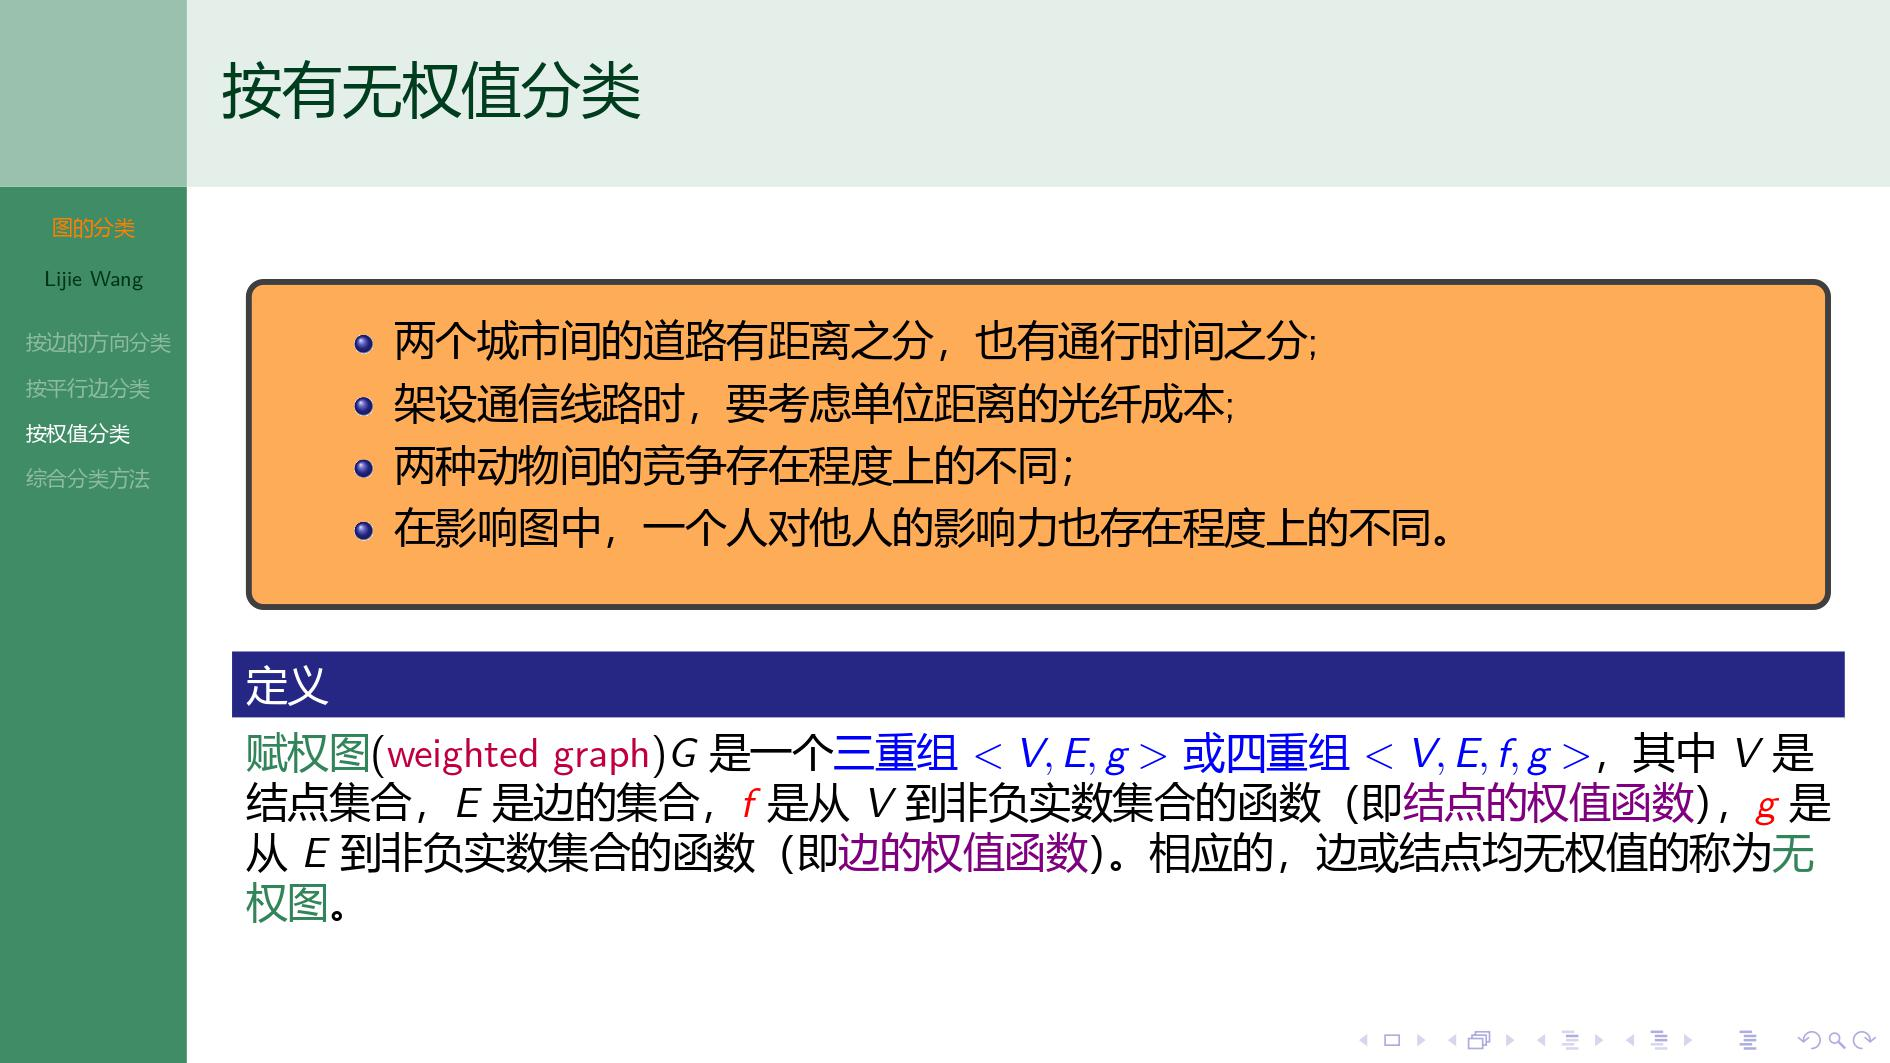 按有无权值分类
图的分类
Lijie Wang
按边的方向分类
按平行边分类
按权值分类
综合分类方法
两个城市间的道路有距离之分，也有通行时间之分;
架设通信线路时，要考虑单位距离的光纤成本;
两种动物间的竞争存在程度上的不同；
在影响图中，一个人对他人的影响力也存在程度上的不同。
定义
赋权图(weighted graph)G 是一个三重组 < V, E, g > 或四重组 < V, E, f, g >，其中 V 是
结点集合，E 是边的集合，f 是从 V 到非负实数集合的函数（即结点的权值函数），g 是
从 E 到非负实数集合的函数（即边的权值函数）。相应的，边或结点均无权值的称为无
权图。